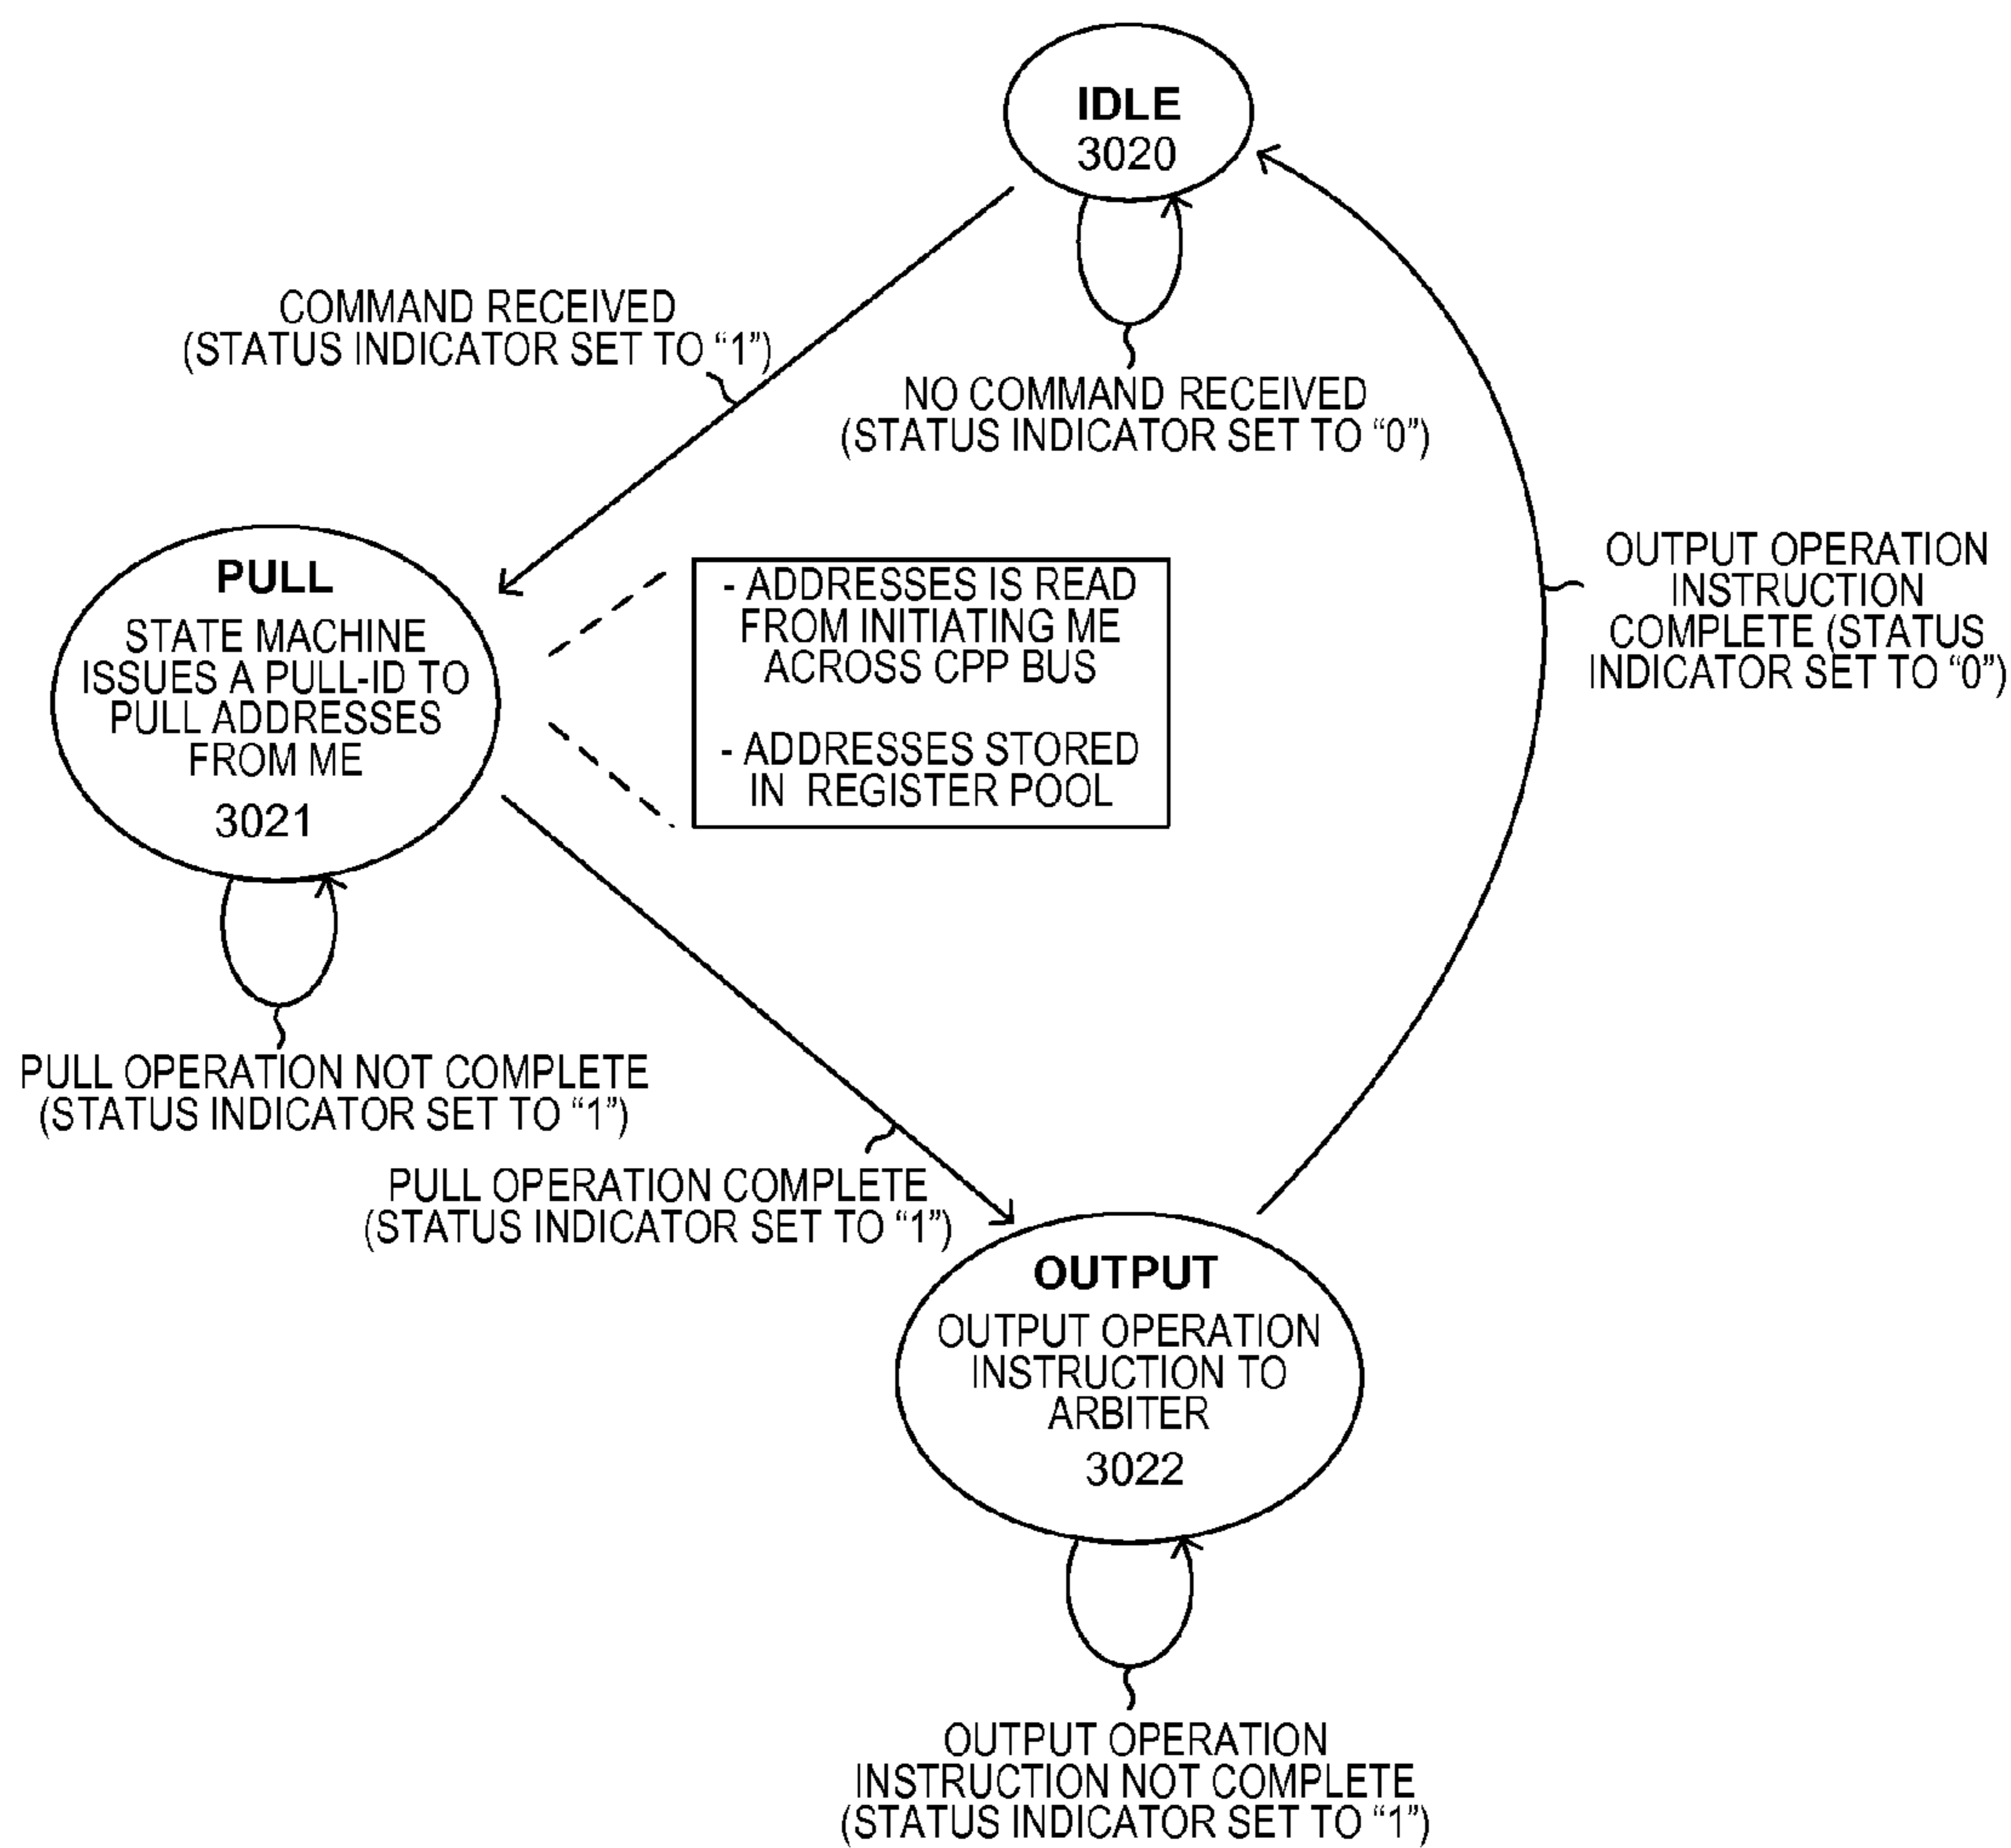 IDLE
3020
COMMAND RECEIVED
(STATUS INDICATOR SET TO “1”)
NO COMMAND RECEIVED
(STATUS INDICATOR SET TO “0”)
PULL
STATE MACHINE
ISSUES A PULL-ID TO
PULL ADDRESSES
FROM ME
3021
- ADDRESSES IS READ
FROM INITIATING ME
ACROSS CPP BUS
- ADDRESSES STORED
IN REGISTER POOL
OUTPUT OPERATION
INSTRUCTION
COMPLETE (STATUS
INDICATOR SET TO “0”)
PULL OPERATION NOT COMPLETE
(STATUS INDICATOR SET TO “1”)
PULL OPERATION COMPLETE
(STATUS INDICATOR SET TO “1”)
OUTPUT
OUTPUT OPERATION
INSTRUCTION TO
ARBITER
3022
OUTPUT OPERATION
INSTRUCTION NOT COMPLETE
(STATUS INDICATOR SET TO “1”)